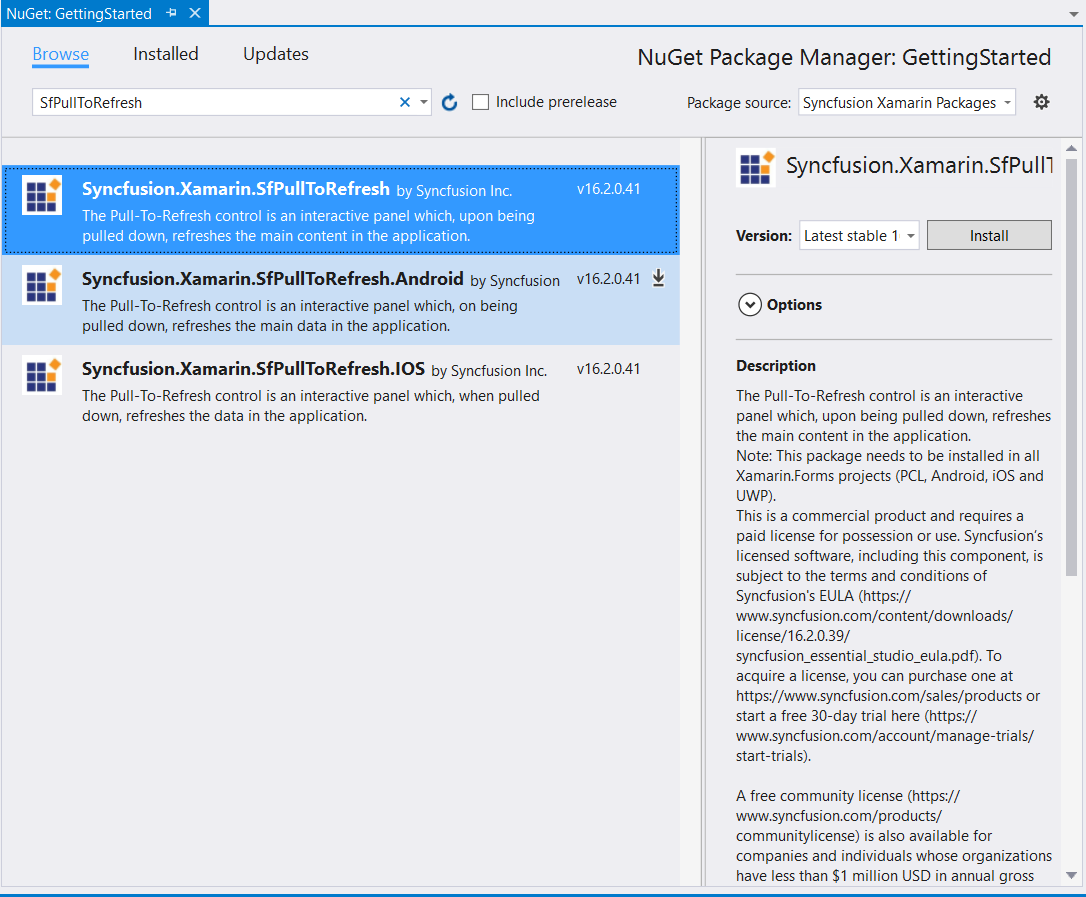 NuGet: GettingStarted
Browse Installed Updates
NuGet Package Manager: GettingStarted
SfPullToRefresh
Include prerelease
Package source: Syncfusion Xamarin Packages
Syncfusion.Xamarin.SfPullToRefresh by Syncfusion Inc. v16.2.0.41
The Pull-To-Refresh control is an interactive panel which, upon being
pulled down, refreshes the main content in the application.
Syncfusion.Xamarin.SfPullToRefresh.Android by Syncfusion v16.2.0.41
The Pull-To-Refresh control is an interactive panel which, on being
pulled down, refreshes the main data in the application.
Syncfusion.Xamarin.SfPullToRefresh.IOS by Syncfusion Inc. v16.2.0.41
The Pull-To-Refresh control is an interactive panel which, when pulled
down, refreshes the data in the application.
Syncfusion.Xamarin.SfPull
Version: Latest stable 1 Install
Options
Description
The Pull-To-Refresh control is an interactive
panel which, upon being pulled down, refreshes
the main content in the application.
Note: This package needs to be installed in all
Xamarin.Forms projects (PCL, Android, iOS and
UWP).
This is a commercial product and requires a
paid license for possession or use. Syncfusion's
licensed software, including this component, is
subject to the terms and conditions of
Syncfusion's EULA (https://
www.syncfusion.com/content/downloads/
license/16.2.0.39/
syncfusion_essential_studio_eula.pdf). To
acquire a license, you can purchase one at
https://www.syncfusion.com/sales/products or
start a free 30-day trial here (https://
www.syncfusion.com/account/manage-trials/
start-trials).
A free community license (https://
www.syncfusion.com/products/
communitylicense) is also available for
companies and individuals whose organizations
have less than $1 million USD in annual gross